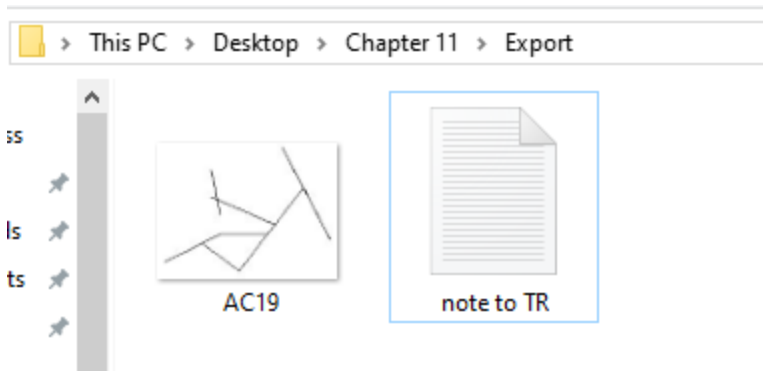 This PC > Desktop > Chapter 11 > Export
ss
ls
ts
AC19
note to TR